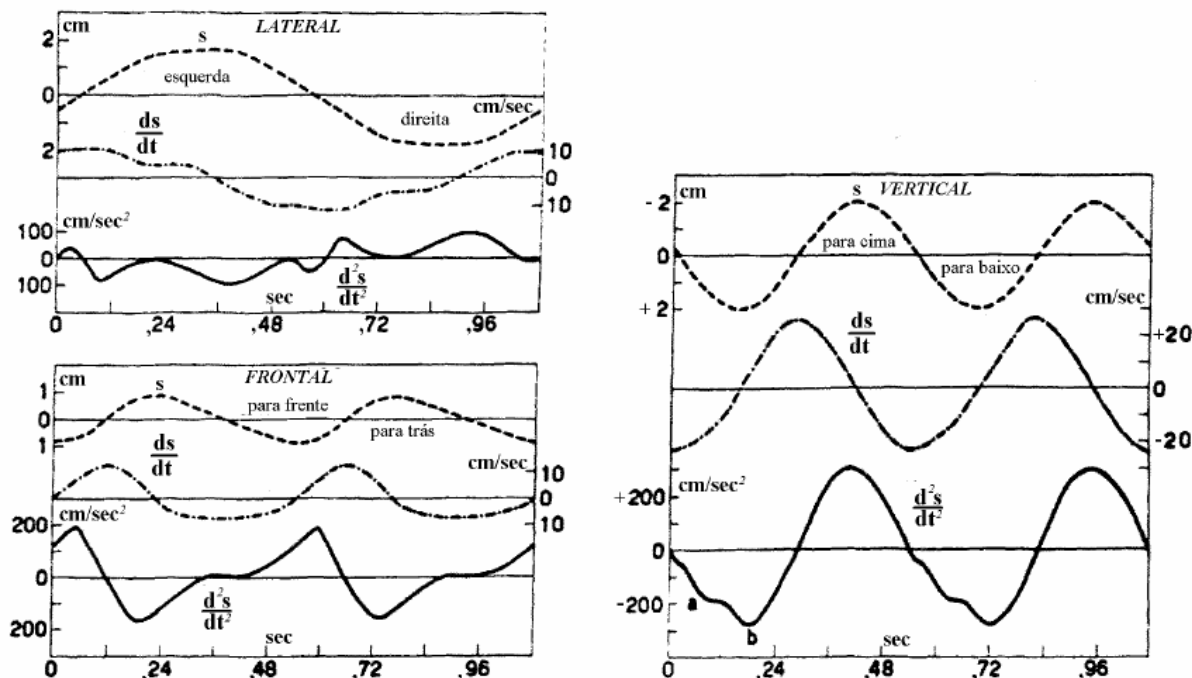 LATERAL
cm
s
2
esquerda
0
cm/sec
direita
ds
dt
2
10
0
10
cm/sec²
100
0
100
d²s
dt²
sec
0
,24
,48
,72
,96
FRONTAL
cm
s
1
para frente
0
para trás
1
ds
dt
cm/sec
10
0
10
cm/sec²
200
0
d²s
dt²
200
sec
0
,24
,48
,72
,96
VERTICAL
cm
s
- 2
para cima
0
para baixo
+ 2
cm/sec
ds
dt
+20
0
-20
cm/sec²
+200
d²s
dt²
0
-200
a
b
sec
0
,24
,48
,72
,96